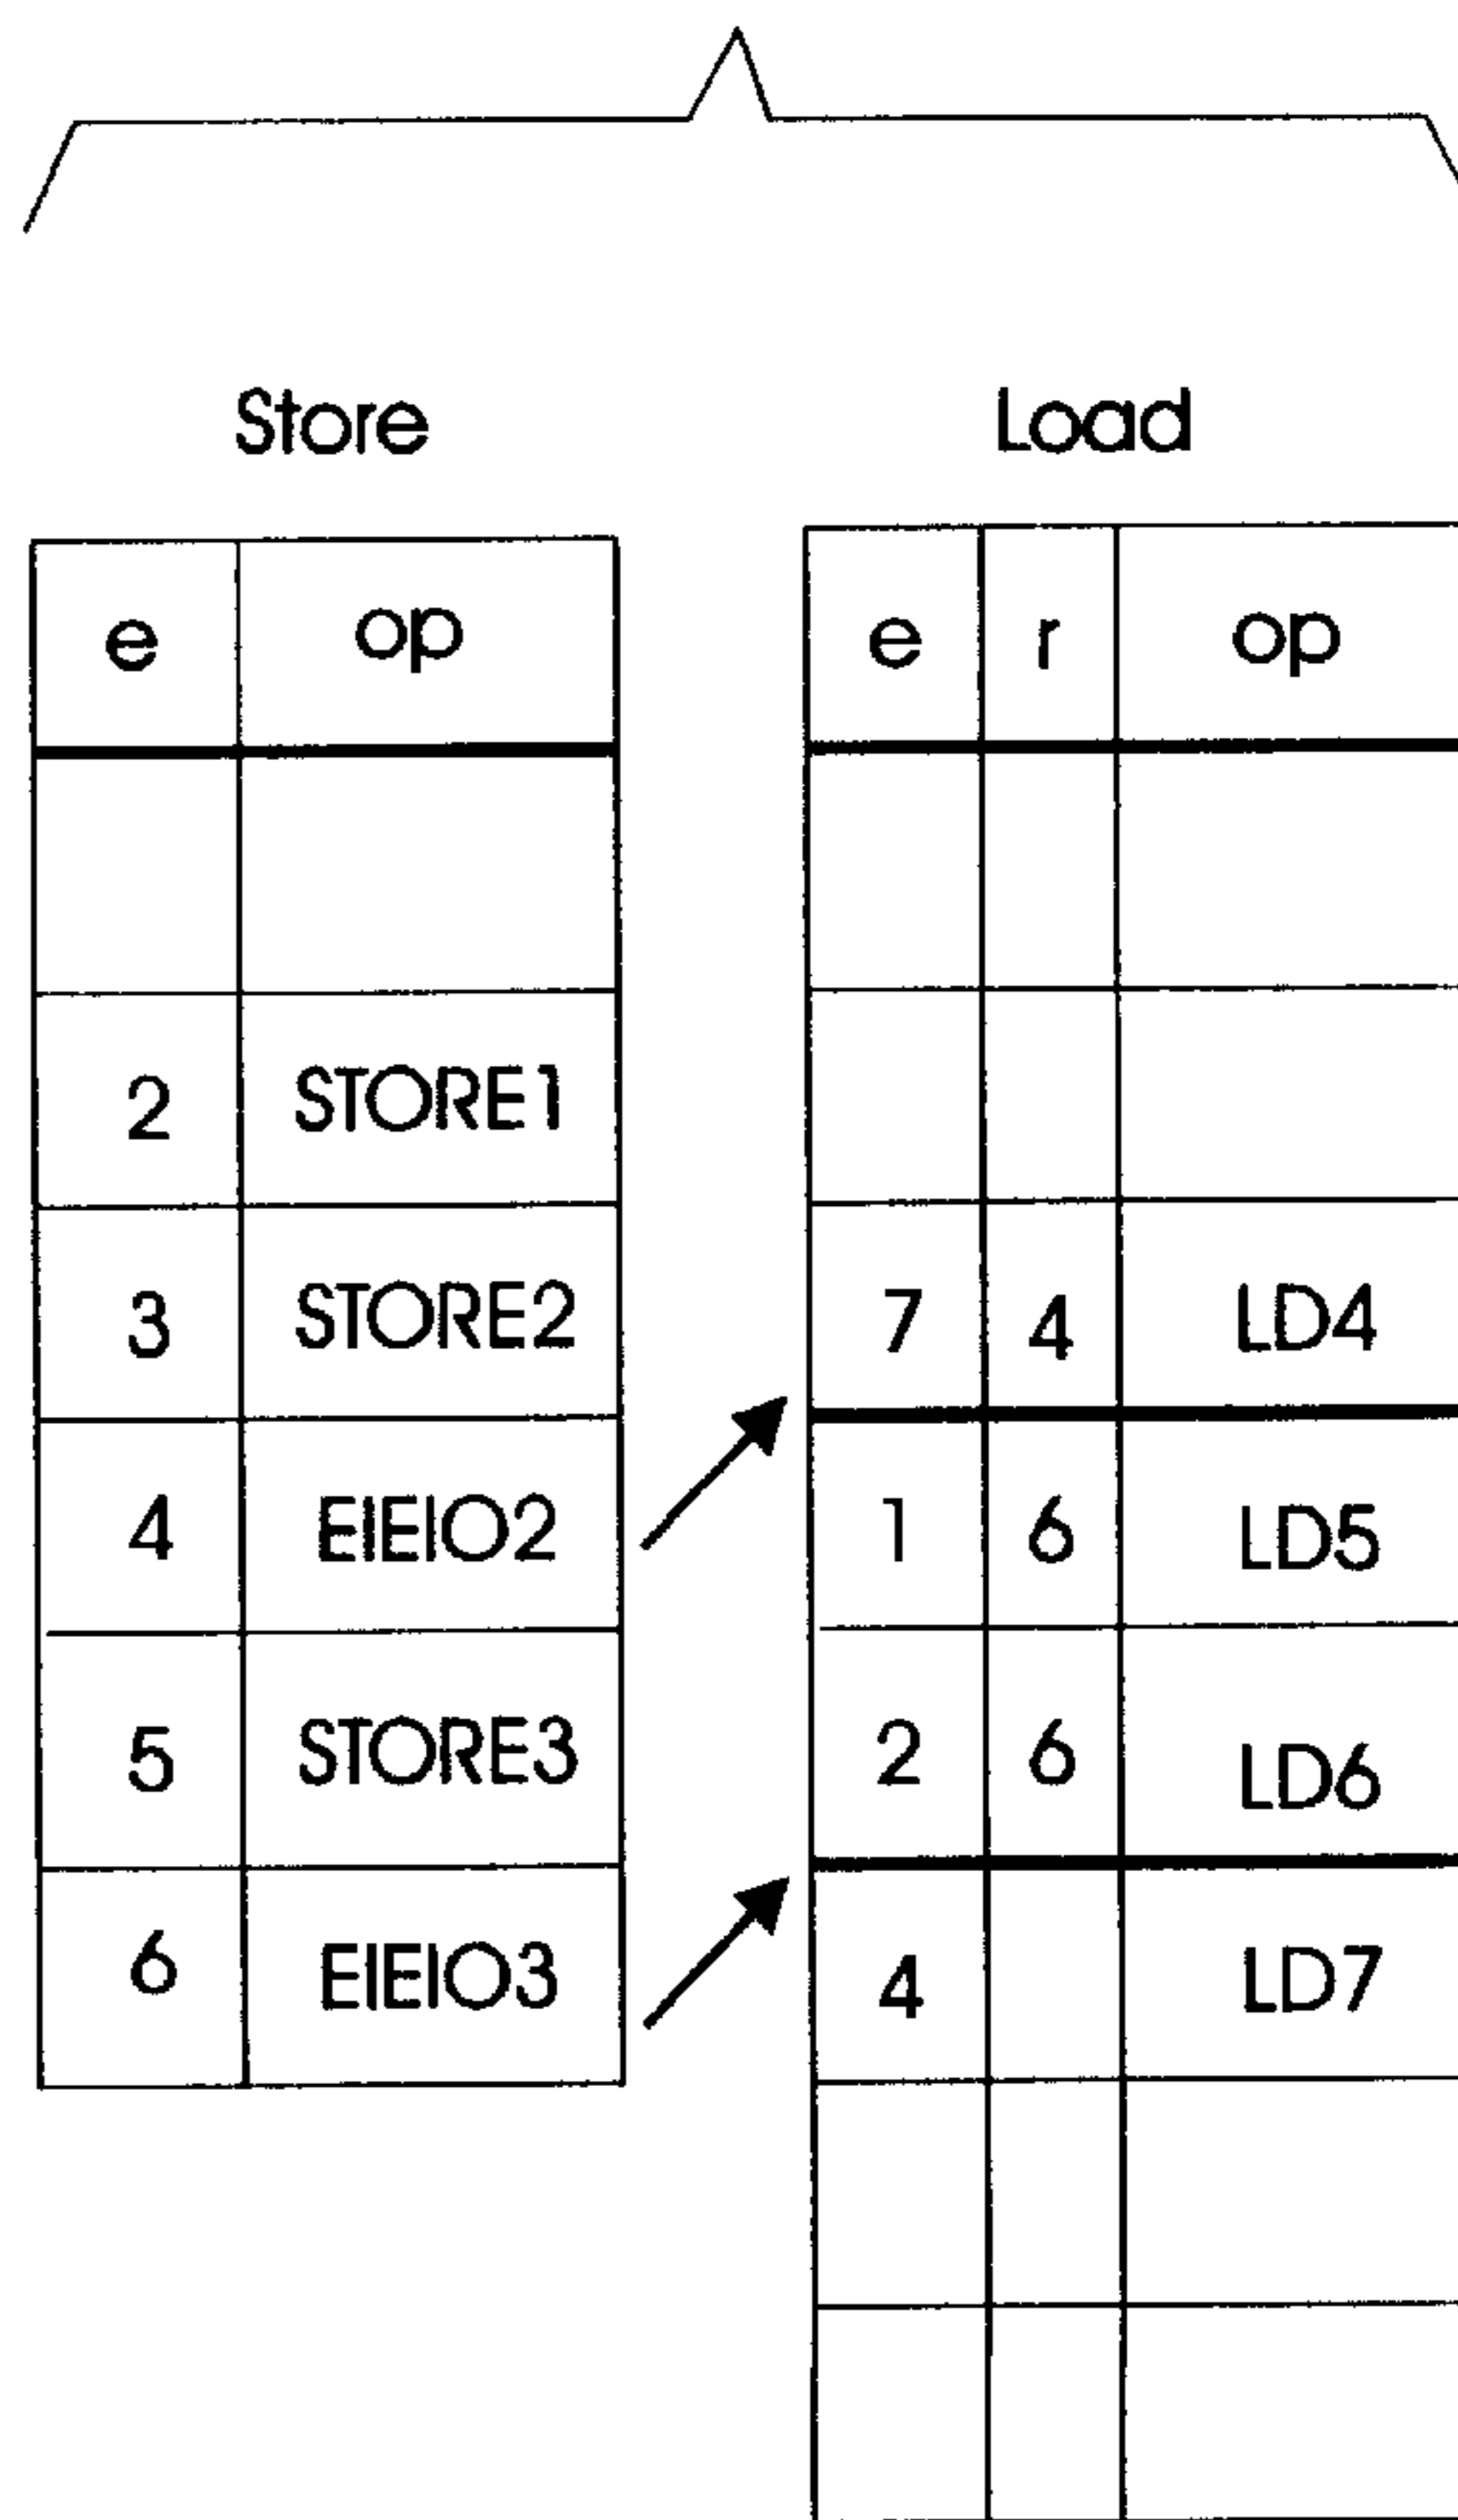 Store Load
e op e r op
2 STORE1
3 STORE2 7 4 LD4
4 EIEIO2 1 6 LD5
5 STORE3 2 6 LD6
6 EIEIO3 4 LD7